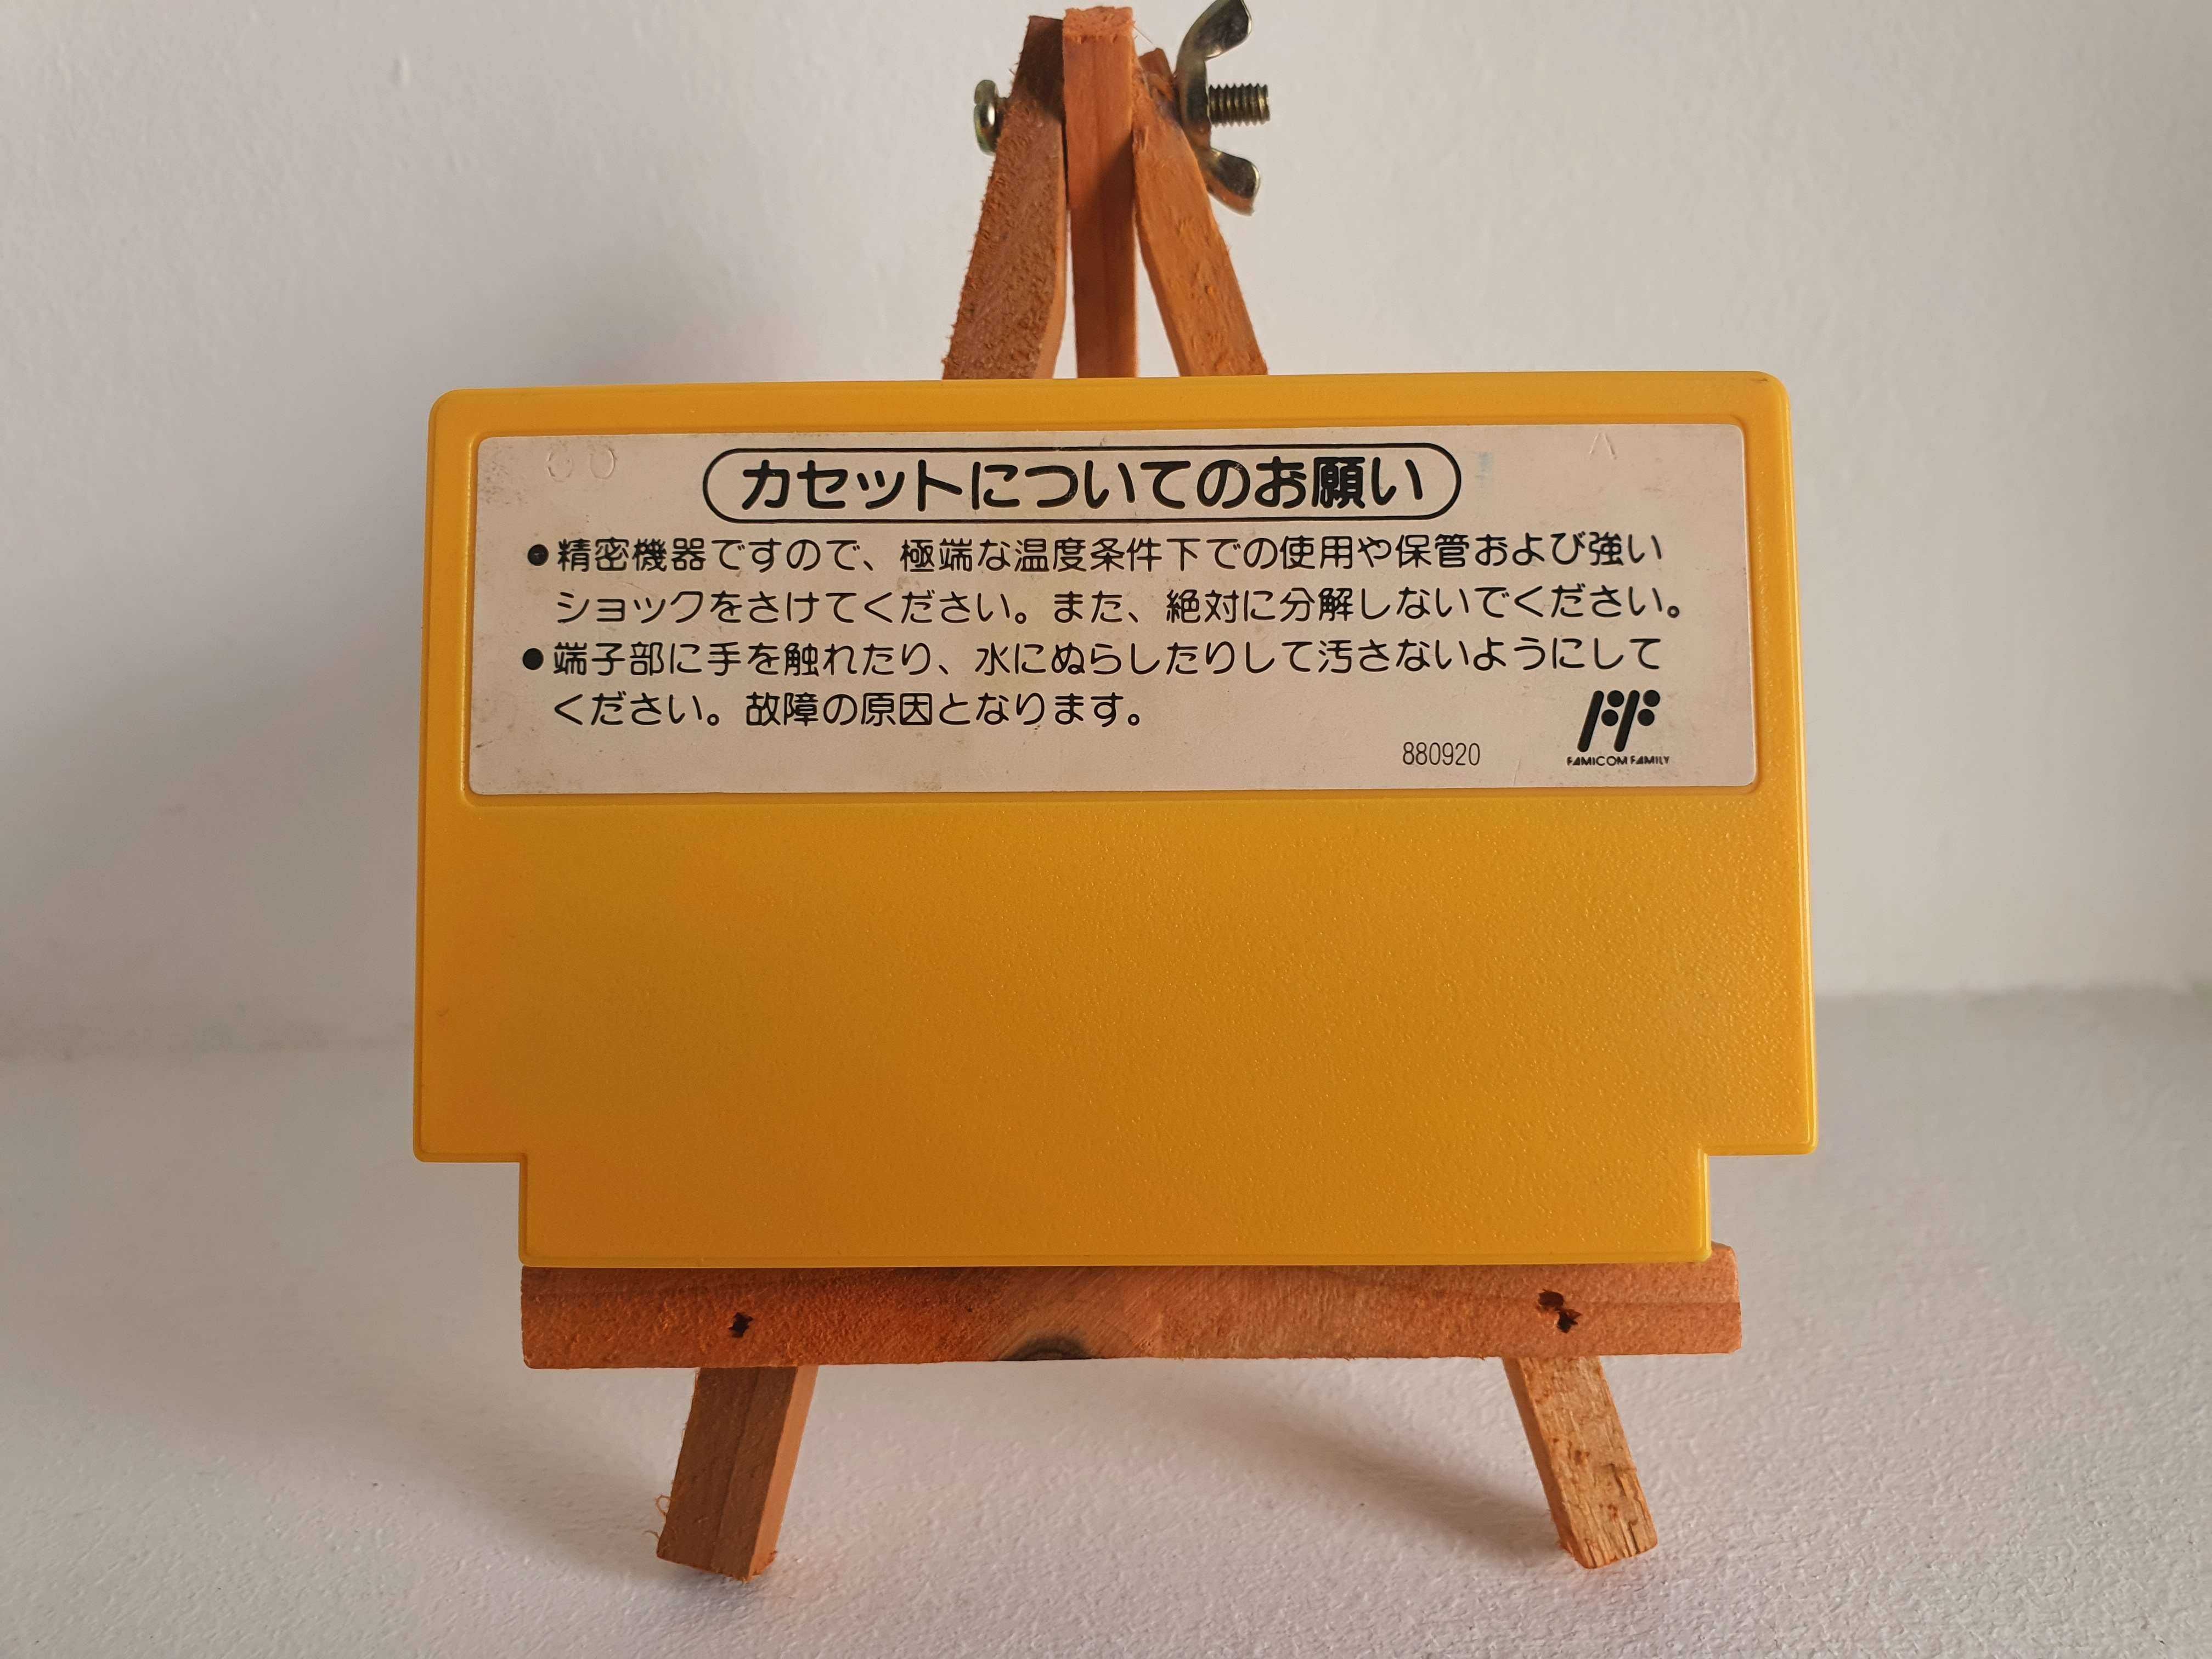 カセットについてのお願い
●精密機器ですので、極端な温度条件下での使用や保管および強い
ショックをさけてください。また、絶対に分解しないでください。
●端子部に手を触れたり、水にぬらしたりして汚さないようにして
ください。故障の原因となります。
880920
FAMICOM FAMILY